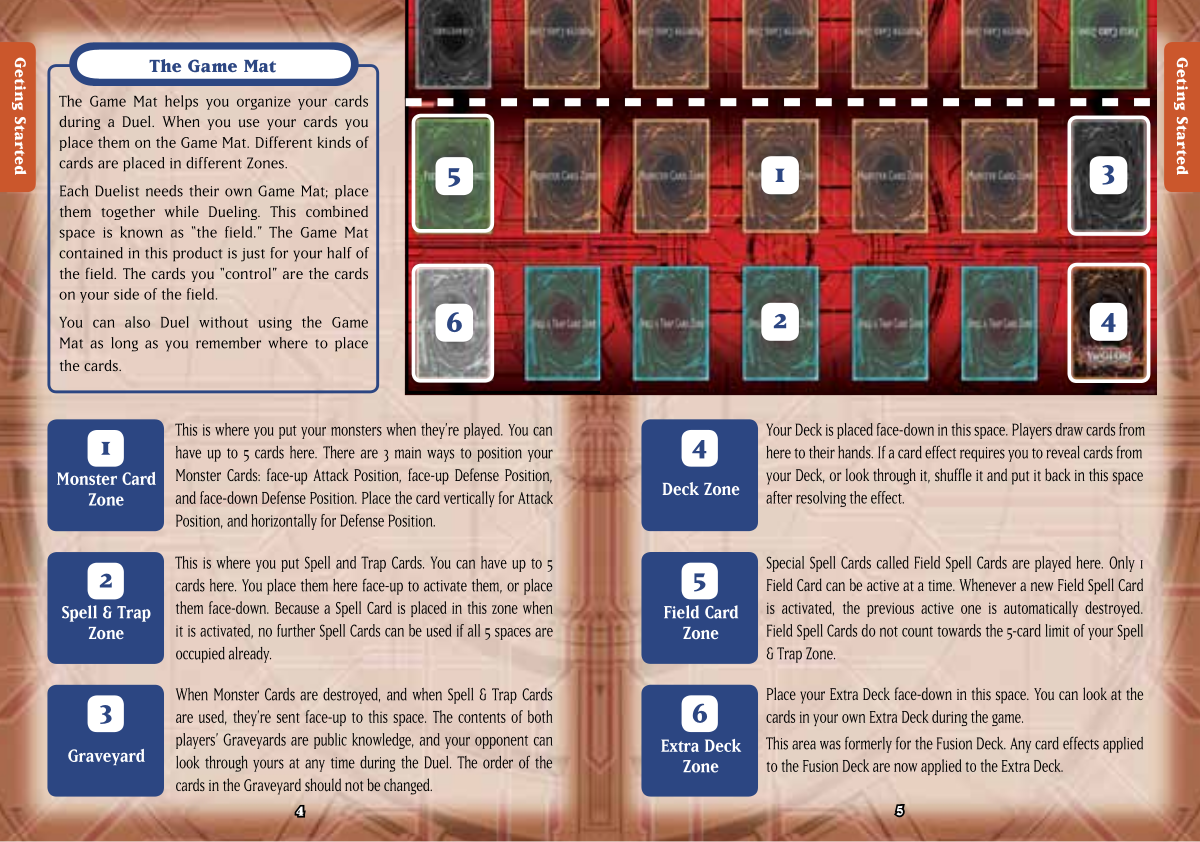 Geting Started
The Game Mat
The Game Mat helps you organize your cards
during a Duel. When you use your cards you
place them on the Game Mat. Different kinds of
cards are placed in different Zones.
Each Duelist needs their own Game Mat; place
them together while Dueling. This combined
space is known as "the field." The Game Mat
contained in this product is just for your half of
the field. The cards you "control" are the cards
on your side of the field.
You can also Duel without using the Game
Mat as long as you remember where to place
the cards.
5
1
3
6
2
4
Geting Started
1
Monster Card
Zone
This is where you put your monsters when they're played. You can
have up to 5 cards here. There are 3 main ways to position your
Monster Cards: face-up Attack Position, face-up Defense Position,
and face-down Defense Position. Place the card vertically for Attack
Position, and horizontally for Defense Position.
2
Spell & Trap
Zone
This is where you put Spell and Trap Cards. You can have up to 5
cards here. You place them here face-up to activate them, or place
them face-down. Because a Spell Card is placed in this zone when
it is activated, no further Spell Cards can be used if all 5 spaces are
occupied already.
3
Graveyard
When Monster Cards are destroyed, and when Spell & Trap Cards
are used, they're sent face-up to this space. The contents of both
players' Graveyards are public knowledge, and your opponent can
look through yours at any time during the Duel. The order of the
cards in the Graveyard should not be changed.
4
4
Deck Zone
Your Deck is placed face-down in this space. Players draw cards from
here to their hands. If a card effect requires you to reveal cards from
your Deck, or look through it, shuffle it and put it back in this space
after resolving the effect.
5
Field Card
Zone
Special Spell Cards called Field Spell Cards are played here. Only 1
Field Card can be active at a time. Whenever a new Field Spell Card
is activated, the previous active one is automatically destroyed.
Field Spell Cards do not count towards the 5-card limit of your Spell
& Trap Zone.
6
Extra Deck
Zone
Place your Extra Deck face-down in this space. You can look at the
cards in your own Extra Deck during the game.
This area was formerly for the Fusion Deck. Any card effects applied
to the Fusion Deck are now applied to the Extra Deck.
5